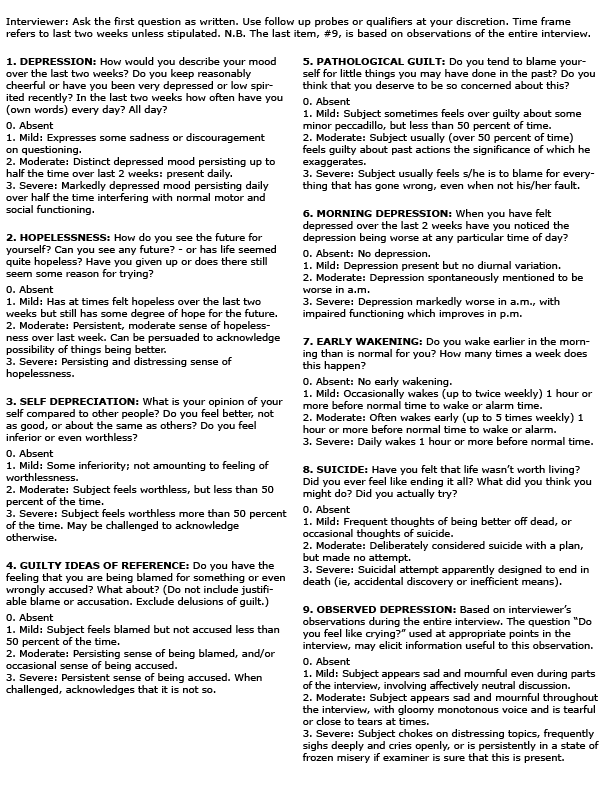 Interviewer: Ask the first question as written. Use follow up probes or qualifiers at your discretion. Time frame
refers to last two weeks unless stipulated. N.B. The last item, #9, is based on observations of the entire interview.
1. DEPRESSION: How would you describe your mood
over the last two weeks? Do you keep reasonably
cheerful or have you been very depressed or low spir-
ited recently? In the last two weeks how often have you
(own words) every day? All day?
0. Absent
1. Mild: Expresses some sadness or discouragement
on questioning.
2. Moderate: Distinct depressed mood persisting up to
half the time over last 2 weeks: present daily.
3. Severe: Markedly depressed mood persisting daily
over half the time interfering with normal motor and
social functioning.
2. HOPELESSNESS: How do you see the future for
yourself? Can you see any future? - or has life seemed
quite hopeless? Have you given up or does there still
seem some reason for trying?
0. Absent
1. Mild: Has at times felt hopeless over the last two
weeks but still has some degree of hope for the future.
2. Moderate: Persistent, moderate sense of hopeless-
ness over last week. Can be persuaded to acknowledge
possibility of things being better.
3. Severe: Persisting and distressing sense of
hopelessness.
3. SELF DEPRECIATION: What is your opinion of your
self compared to other people? Do you feel better, not
as good, or about the same as others? Do you feel
inferior or even worthless?
0. Absent
1. Mild: Some inferiority; not amounting to feeling of
worthlessness.
2. Moderate: Subject feels worthless, but less than 50
percent of the time.
3. Severe: Subject feels worthless more than 50 percent
of the time. May be challenged to acknowledge
otherwise.
4. GUILTY IDEAS OF REFERENCE: Do you have the
feeling that you are being blamed for something or even
wrongly accused? What about? (Do not include justifi-
able blame or accusation. Exclude delusions of guilt.)
0. Absent
1. Mild: Subject feels blamed but not accused less than
50 percent of the time.
2. Moderate: Persisting sense of being blamed, and/or
occasional sense of being accused.
3. Severe: Persistent sense of being accused. When
challenged, acknowledges that it is not so.
5. PATHOLOGICAL GUILT: Do you tend to blame your-
self for little things you may have done in the past? Do you
think that you deserve to be so concerned about this?
0. Absent
1. Mild: Subject sometimes feels over guilty about some
minor peccadillo, but less than 50 percent of time.
2. Moderate: Subject usually (over 50 percent of time)
feels guilty about past actions the significance of which he
exaggerates.
3. Severe: Subject usually feels s/he is to blame for every-
thing that has gone wrong, even when not his/her fault.
6. MORNING DEPRESSION: When you have felt
depressed over the last 2 weeks have you noticed the
depression being worse at any particular time of day?
0. Absent: No depression.
1. Mild: Depression present but no diurnal variation.
2. Moderate: Depression spontaneously mentioned to be
worse in a.m.
3. Severe: Depression markedly worse in a.m., with
impaired functioning which improves in p.m.
7. EARLY WAKENING: Do you wake earlier in the morn-
ing than is normal for you? How many times a week does
this happen?
0. Absent: No early wakening.
1. Mild: Occasionally wakes (up to twice weekly) 1 hour or
more before normal time to wake or alarm time.
2. Moderate: Often wakes early (up to 5 times weekly) 1
hour or more before normal time to wake or alarm.
3. Severe: Daily wakes 1 hour or more before normal time.
8. SUICIDE: Have you felt that life wasn't worth living?
Did you ever feel like ending it all? What did you think you
might do? Did you actually try?
0. Absent
1. Mild: Frequent thoughts of being better off dead, or
occasional thoughts of suicide.
2. Moderate: Deliberately considered suicide with a plan,
but made no attempt.
3. Severe: Suicidal attempt apparently designed to end in
death (ie, accidental discovery or inefficient means).
9. OBSERVED DEPRESSION: Based on interviewer's
observations during the entire interview. The question "Do
you feel like crying?" used at appropriate points in the
interview, may elicit information useful to this observation.
0. Absent
1. Mild: Subject appears sad and mournful even during parts
of the interview, involving affectively neutral discussion.
2. Moderate: Subject appears sad and mournful throughout
the interview, with gloomy monotonous voice and is tearful
or close to tears at times.
3. Severe: Subject chokes on distressing topics, frequently
sighs deeply and cries openly, or is persistently in a state of
frozen misery if examiner is sure that this is present.